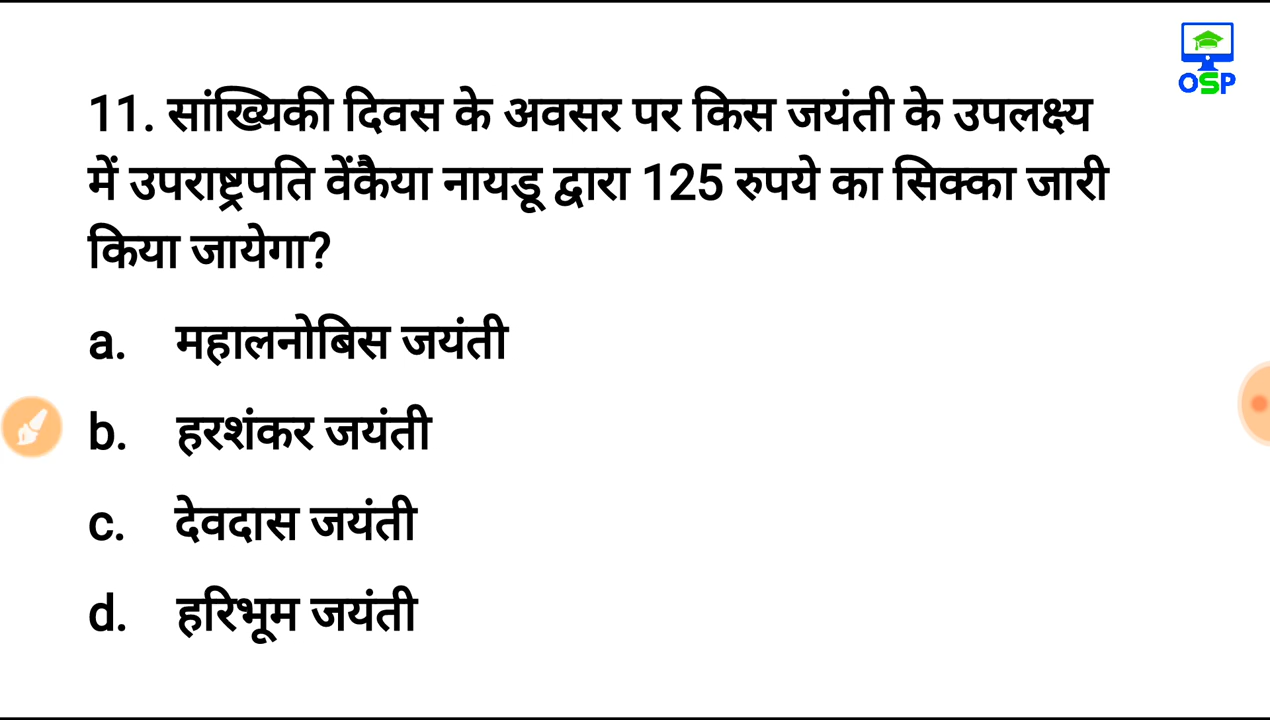 OSP
11. सांख्यिकी दिवस के अवसर पर किस जयंती के उपलक्ष्य
में उपराष्ट्रपति वेंकैया नायडू द्वारा 125 रुपये का सिक्का जारी
किया जायेगा?
a. महालनोबिस जयंती
b. हरशंकर जयंती
c. देवदास जयंती
d. हरिभूम जयंती